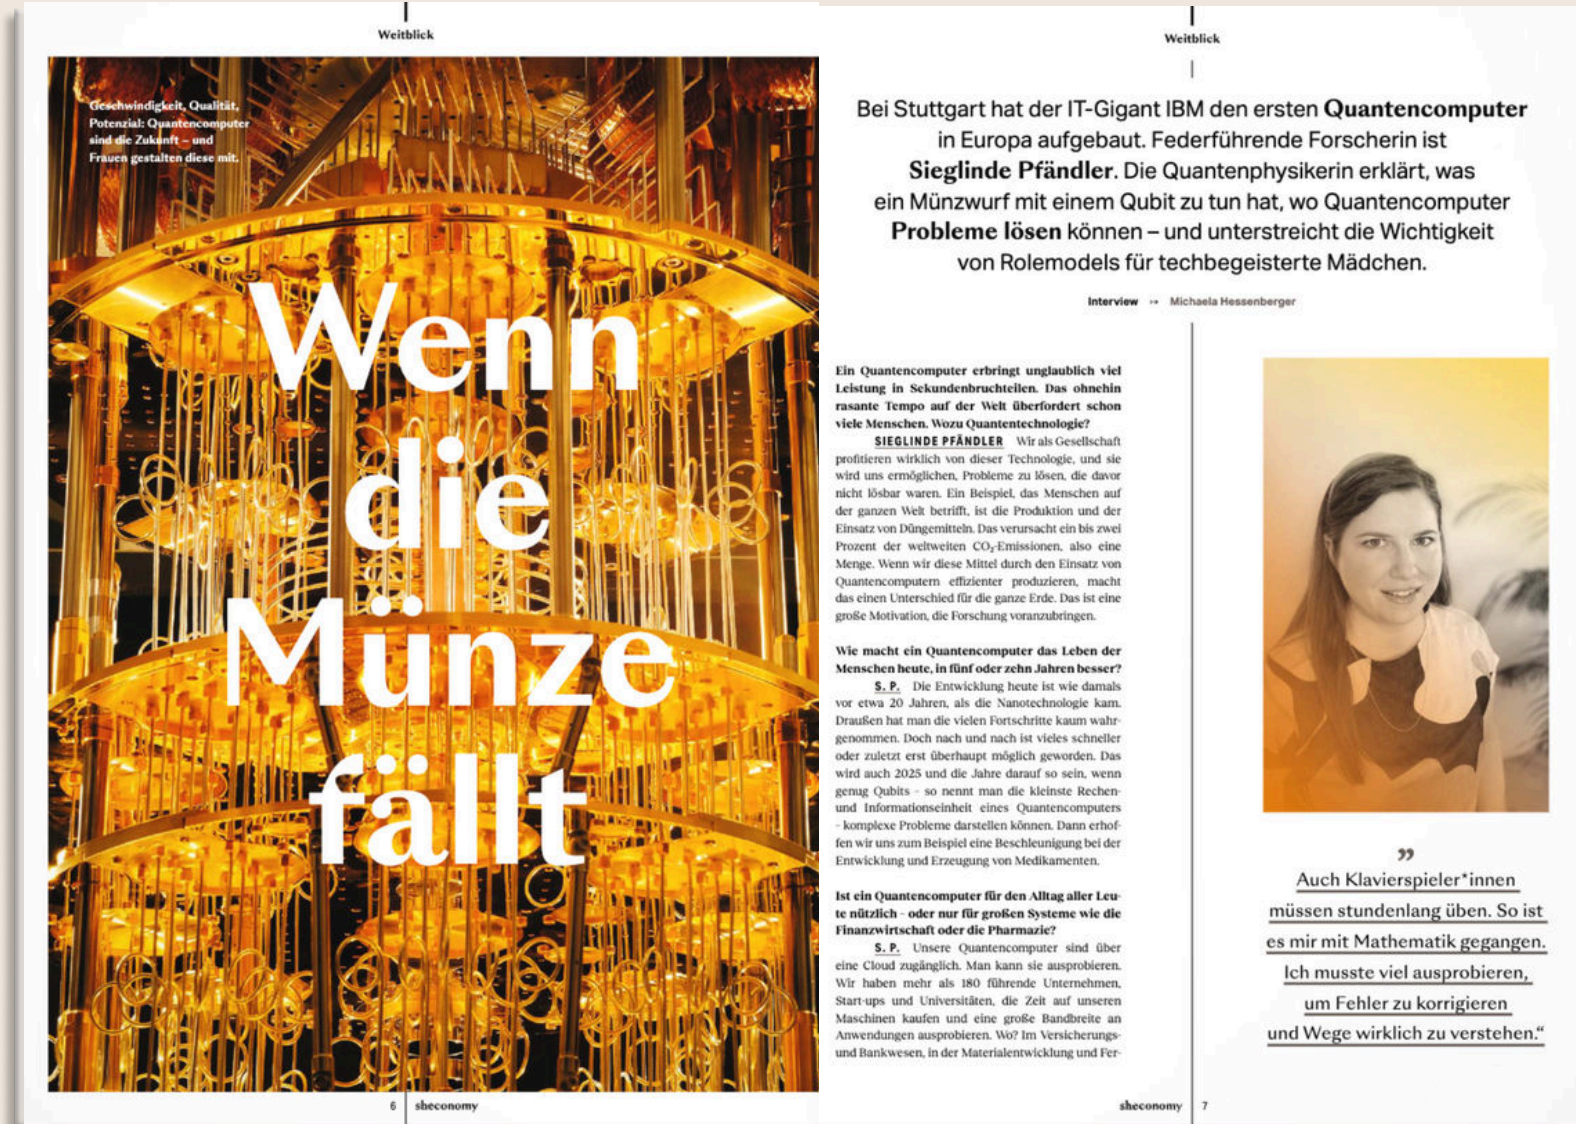 Weitblick
Geschwindigkeit, Qualität,
Potenzial: Quantencomputer
sind die Zukunft – und
Frauen gestalten diese mit.
Wenn
die
Münze
fällt
6 sheconomy
Weitblick
Bei Stuttgart hat der IT-Gigant IBM den ersten Quantencomputer
in Europa aufgebaut. Federführende Forscherin ist
Sieglinde Pfändler. Die Quantenphysikerin erklärt, was
ein Münzwurf mit einem Qubit zu tun hat, wo Quantencomputer
Probleme lösen können – und unterstreicht die Wichtigkeit
von Rolemodels für techbegeisterte Mädchen.
Interview ↦ Michaela Hessenberger
Ein Quantencomputer erbringt unglaublich viel
Leistung in Sekundenbruchteilen. Das ohnehin
rasante Tempo auf der Welt überfordert schon
viele Menschen. Wozu Quantentechnologie?
SIEGLINDE PFÄNDLER Wir als Gesellschaft
profitieren wirklich von dieser Technologie, und sie
wird uns ermöglichen, Probleme zu lösen, die davor
nicht lösbar waren. Ein Beispiel, das Menschen auf
der ganzen Welt betrifft, ist die Produktion und der
Einsatz von Düngemitteln. Das verursacht ein bis zwei
Prozent der weltweiten CO₂-Emissionen, also eine
Menge. Wenn wir diese Mittel durch den Einsatz von
Quantencomputern effizienter produzieren, macht
das einen Unterschied für die ganze Erde. Das ist eine
große Motivation, die Forschung voranzubringen.
Wie macht ein Quantencomputer das Leben der
Menschen heute, in fünf oder zehn Jahren besser?
S. P. Die Entwicklung heute ist wie damals
vor etwa 20 Jahren, als die Nanotechnologie kam.
Draußen hat man die vielen Fortschritte kaum wahr-
genommen. Doch nach und nach ist vieles schneller
oder zuletzt erst überhaupt möglich geworden. Das
wird auch 2025 und die Jahre darauf so sein, wenn
genug Qubits – so nennt man die kleinste Rechen-
und Informationseinheit eines Quantencomputers
– komplexe Probleme darstellen können. Dann erhof-
fen wir uns zum Beispiel eine Beschleunigung bei der
Entwicklung und Erzeugung von Medikamenten.
Ist ein Quantencomputer für den Alltag aller Leu-
te nützlich – oder nur für großen Systeme wie die
Finanzwirtschaft oder die Pharmazie?
S. P. Unsere Quantencomputer sind über
eine Cloud zugänglich. Man kann sie ausprobieren.
Wir haben mehr als 180 führende Unternehmen,
Start-ups und Universitäten, die Zeit auf unseren
Maschinen kaufen und eine große Bandbreite an
Anwendungen ausprobieren. Wo? Im Versicherungs-
und Bankwesen, in der Materialentwicklung und Fer-
”
Auch Klavierspieler*innen
müssen stundenlang üben. So ist
es mir mit Mathematik gegangen.
Ich musste viel ausprobieren,
um Fehler zu korrigieren
und Wege wirklich zu verstehen.“
sheconomy 7